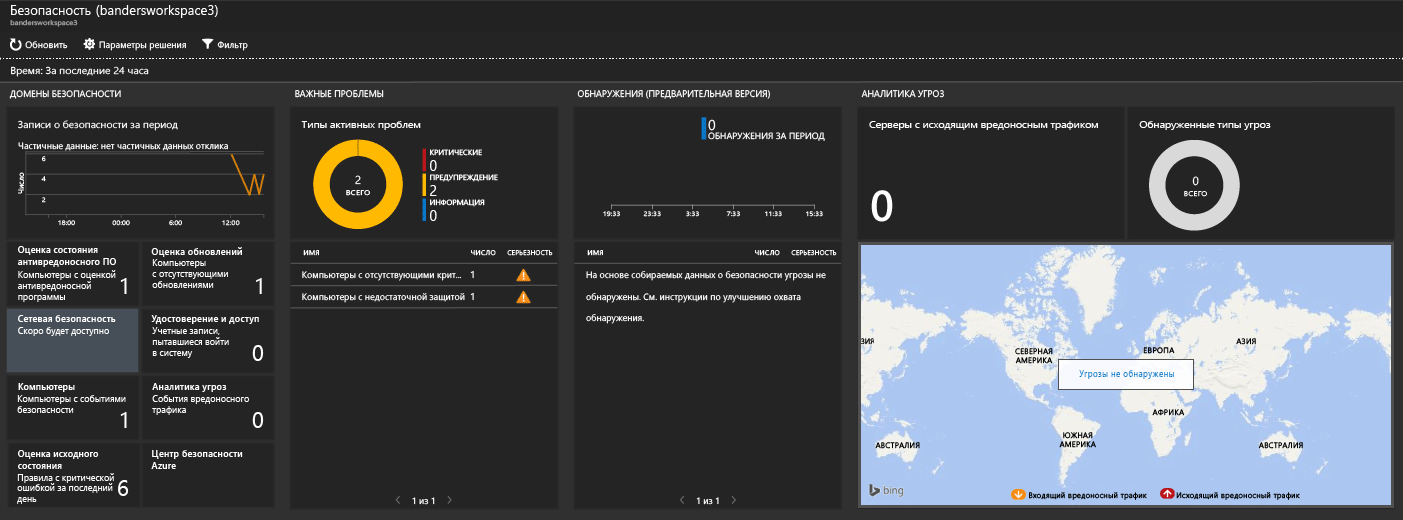 Безопасность (bandersworkspace3)
bandersworkspace3
Обновить Параметры решения Фильтр
Время: За последние 24 часа
ДОМЕНЫ БЕЗОПАСНОСТИ
Записи о безопасности за период
Частичные данные: нет частичных данных отклика
Число
6
4
2
18:00 00:00 6:00 12:00
Оценка состояния
антивредоносного ПО
Компьютеры с оценкой
антивредоносной
программы
1
Оценка обновлений
Компьютеры
с отсутствующими
обновлениями
1
Сетевая безопасность
Скоро будет доступно
Удостоверение и доступ
Учетные записи,
пытавшиеся войти
в систему
0
Компьютеры
Компьютеры с событиями
безопасности
1
Аналитика угроз
События вредоносного
трафика
0
Оценка исходного
состояния
Правила с критической
ошибкой за последний
день
6
Центр безопасности
Azure
ВАЖНЫЕ ПРОБЛЕМЫ
Типы активных проблем
2
ВСЕГО
КРИТИЧЕСКИЕ
0
ПРЕДУПРЕЖДЕНИЕ
2
ИНФОРМАЦИЯ
0
ИМЯ ЧИСЛО СЕРЬЕЗНОСТЬ
Компьютеры с отсутствующими крит... 1
Компьютеры с недостаточной защитой 1
1 из 1
ОБНАРУЖЕНИЯ (ПРЕДВАРИТЕЛЬНАЯ ВЕРСИЯ)
0
ОБНАРУЖЕНИЯ ЗА ПЕРИОД
19:33 23:33 3:33 7:33 11:33 15:33
ИМЯ ЧИСЛО СЕРЬЕЗНОСТЬ
На основе собираемых данных о безопасности угрозы не
обнаружены. См. инструкции по улучшению охвата
обнаружения.
1 из 1
АНАЛИТИКА УГРОЗ
Серверы с исходящим вредоносным трафиком
0
Обнаруженные типы угроз
0
ВСЕГО
ЗИЯ
СЕВЕРНАЯ
АМЕРИКА
ЕВРОПА
АЗИЯ
Угрозы не обнаружены
АФРИКА
ЮЖНАЯ
АМЕРИКА
АВСТРАЛИЯ
АВСТРАЛИЯ
bing
Входящий вредоносный трафик Исходящий вредоносный трафик